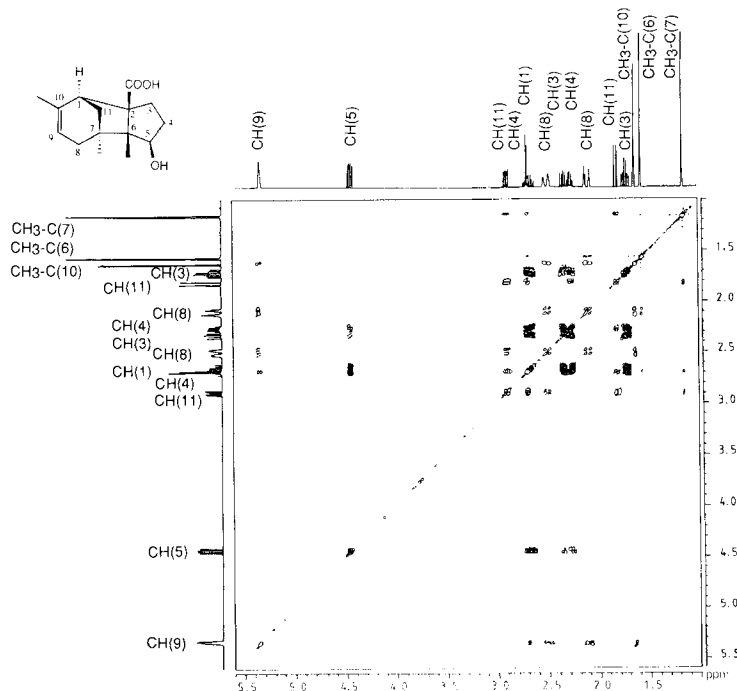 H
COOH
10
1
11
2
3
4
9
7
6
5
8
OH
CH(9)
CH(5)
CH(11)
CH(4)
CH(1)
CH(8)
CH(3)
CH(4)
CH(8)
CH(11)
CH(3)
CH3-C(10)
CH3-C(6)
CH3-C(7)
CH3-C(7)
CH3-C(6)
CH3-C(10)
CH(3)
CH(11)
CH(8)
CH(4)
CH(3)
CH(8)
CH(1)
CH(4)
CH(11)
CH(5)
CH(9)
1.5
2.0
2.5
3.0
3.5
4.0
4.5
5.0
5.5
5.5 5.0 4.5 4.0 3.5 3.0 2.5 2.0 1.5 ppm